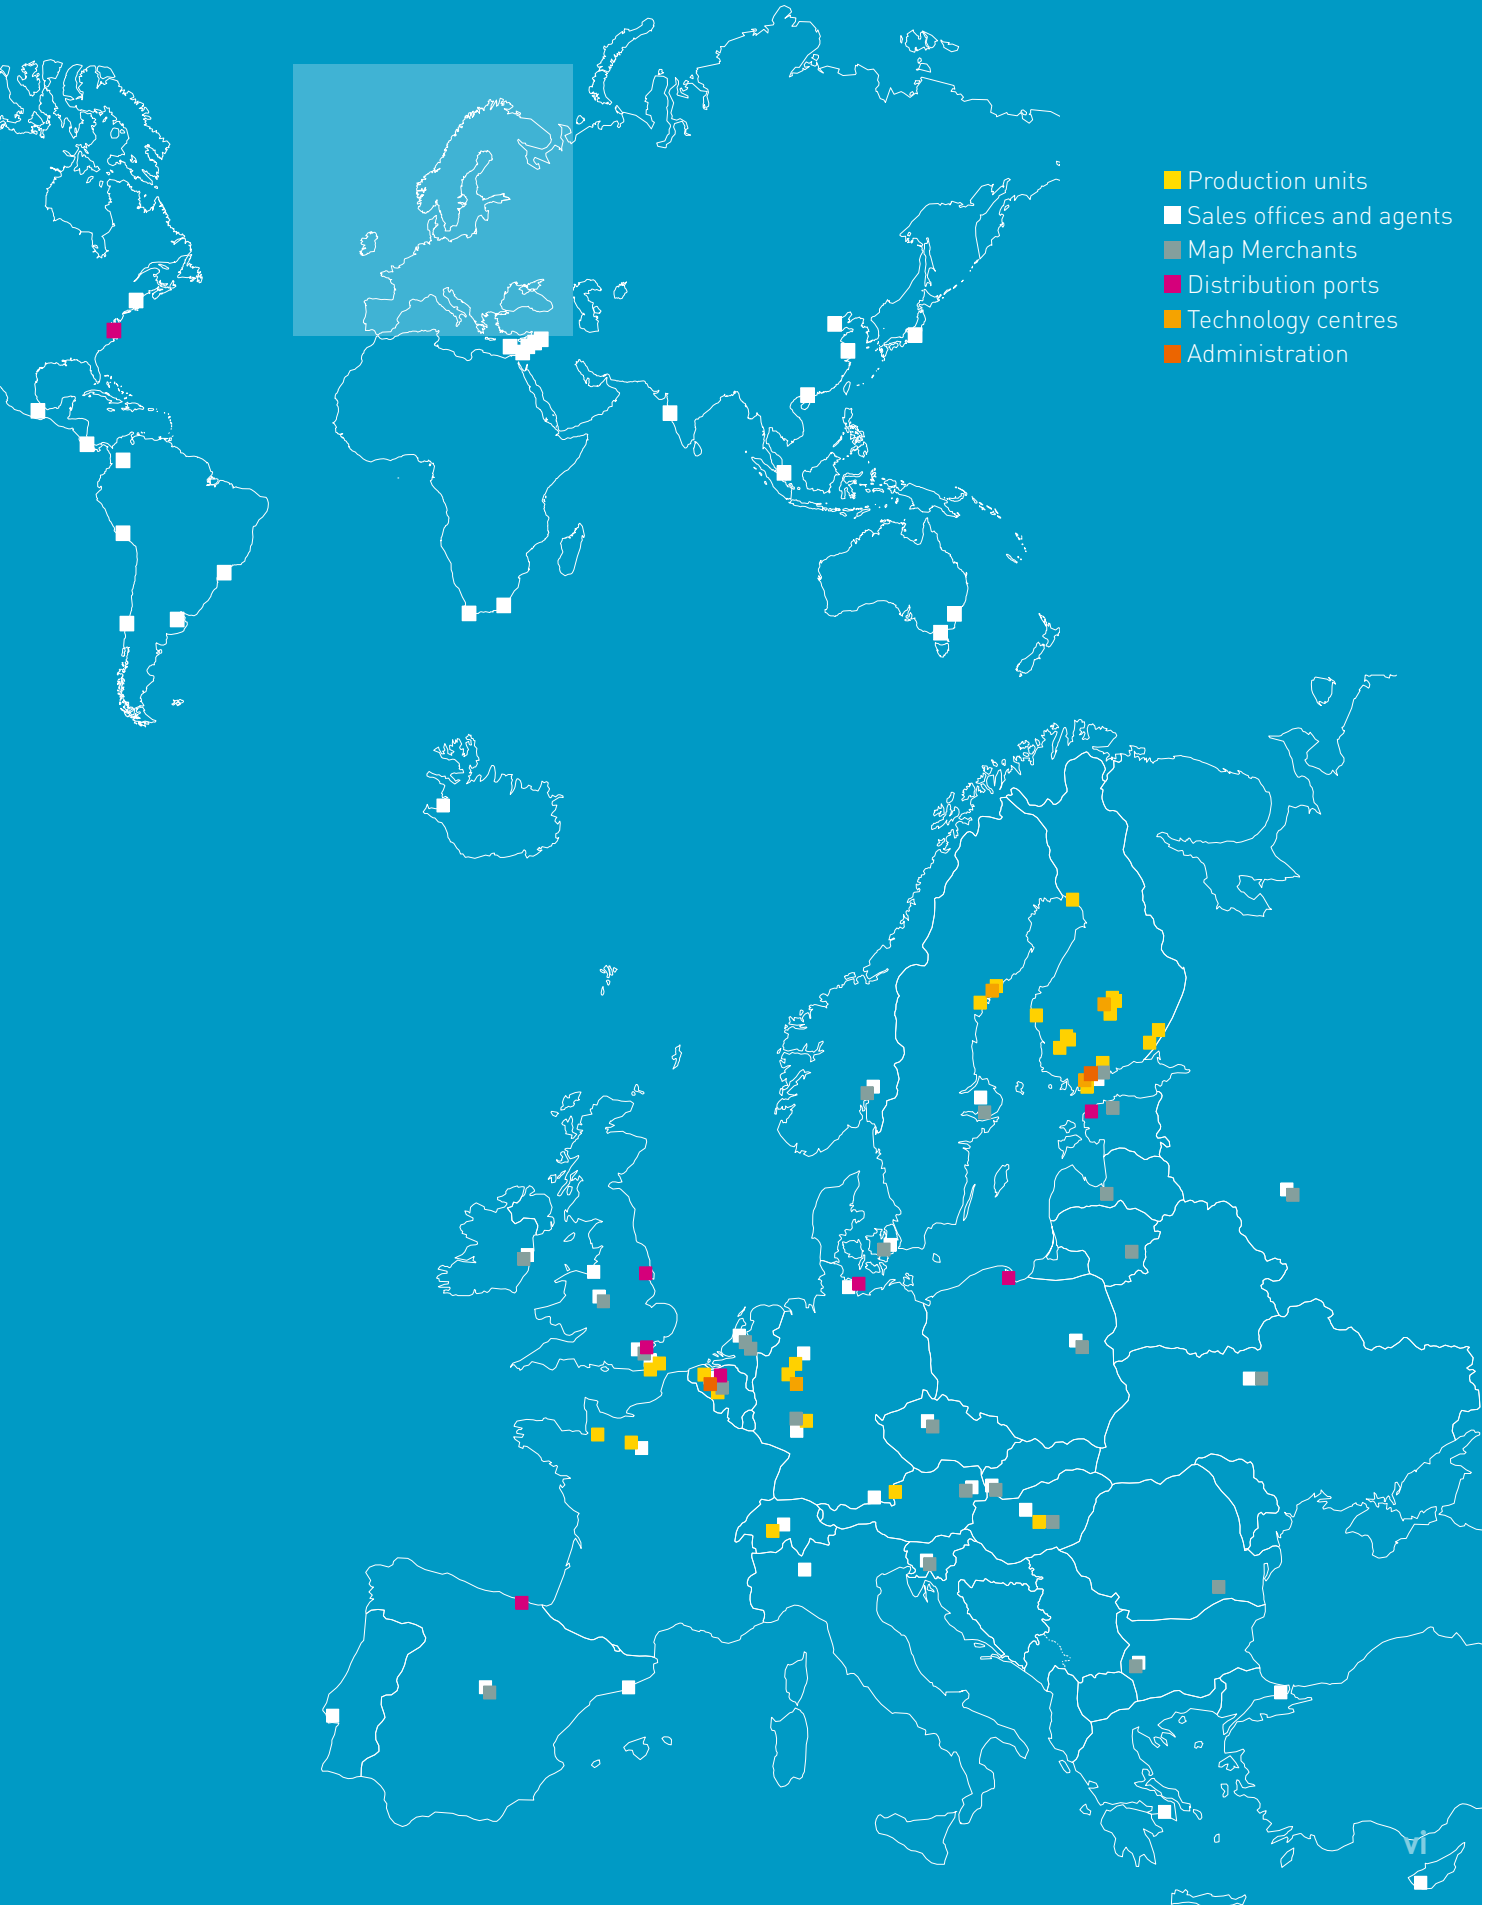 Production units
Sales offices and agents
Map Merchants
Distribution ports
Technology centres
Administration
vi